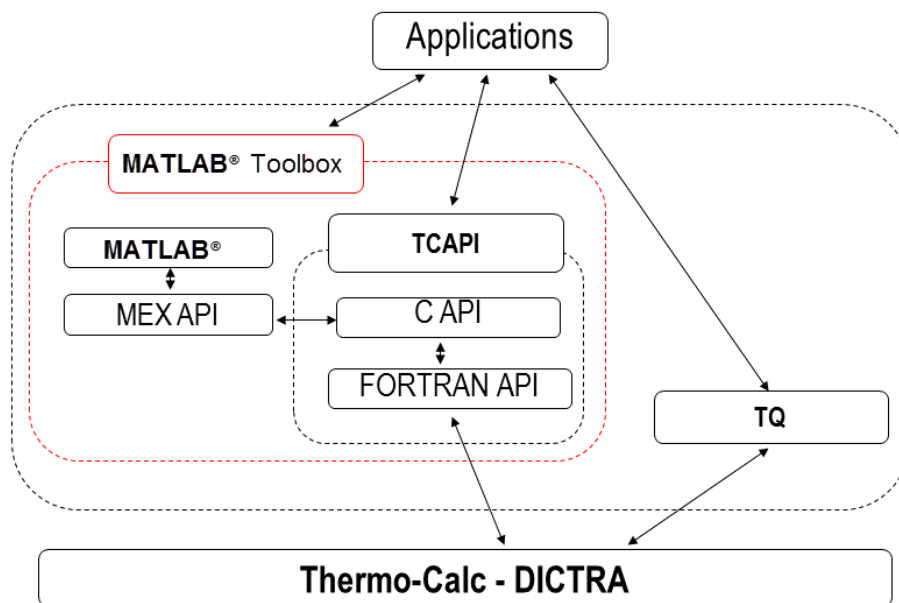 Applications
MATLAB® Toolbox
TCAPI
MATLAB®
MEX API
C API
FORTRAN API
TQ
Thermo-Calc - DICTRA